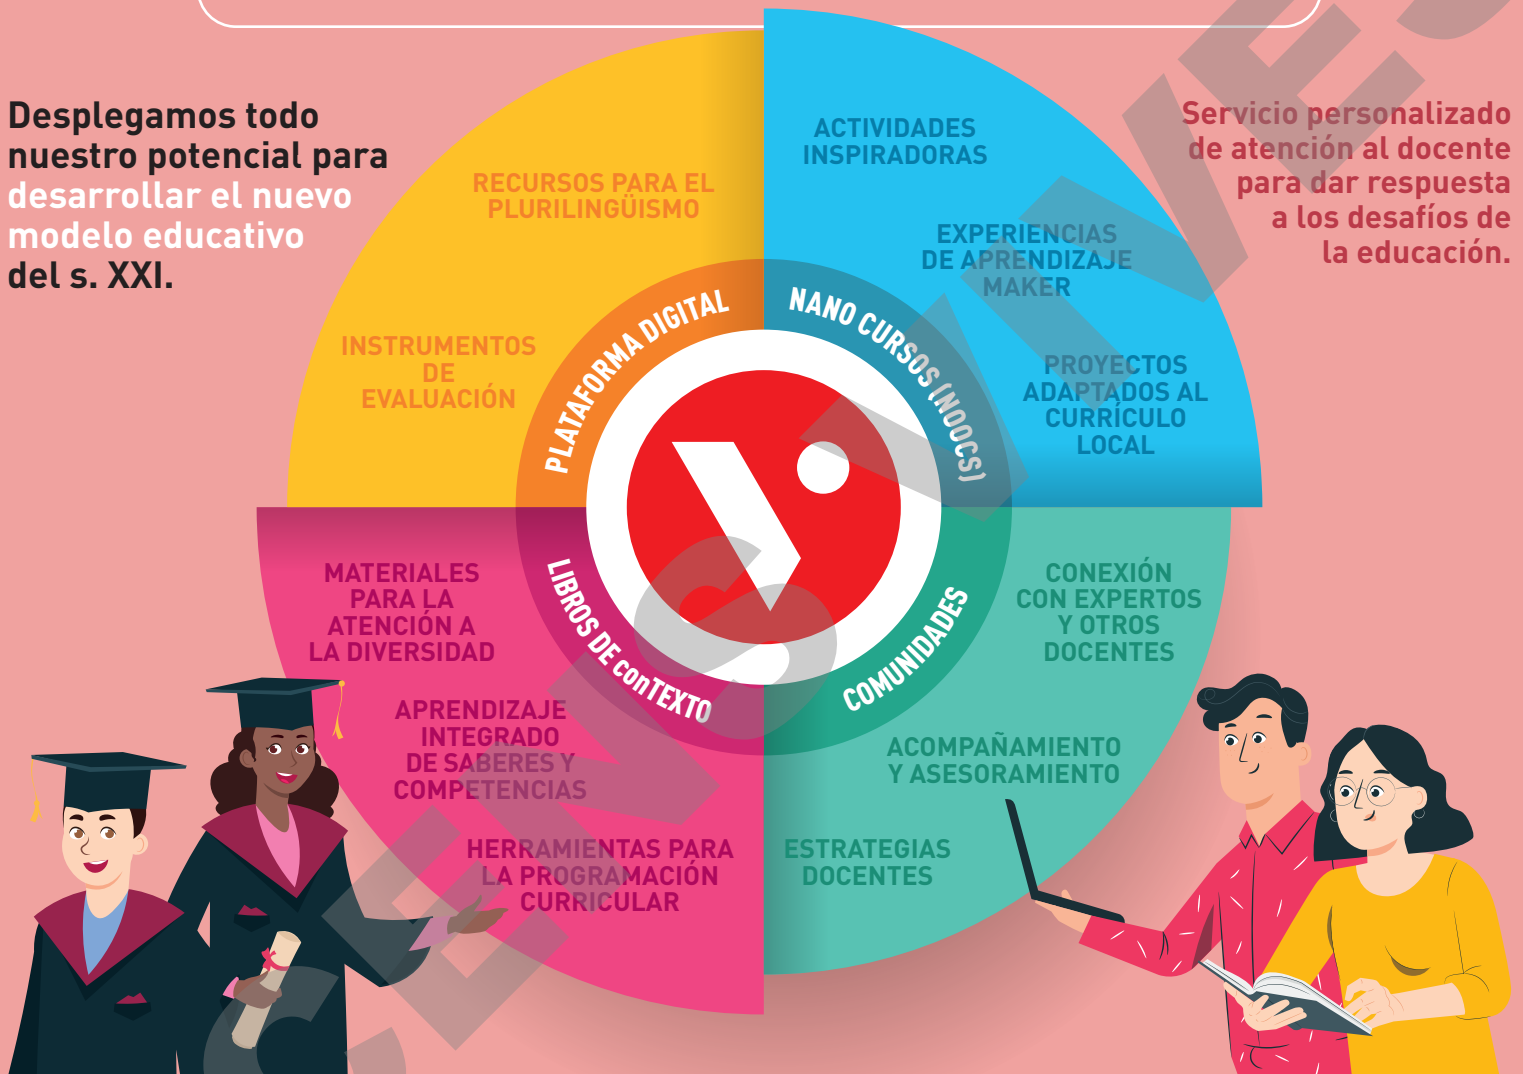 Desplegamos todo
nuestro potencial para
desarrollar el nuevo
modelo educativo
del s. XXI.
Servicio personalizado
de atención al docente
para dar respuesta
a los desafíos de
la educación.
RECURSOS PARA EL
PLURILINGÜISMO
INSTRUMENTOS
DE
EVALUACIÓN
PLATAFORMA DIGITAL
ACTIVIDADES
INSPIRADORAS
EXPERIENCIAS
DE APRENDIZAJE
MAKER
PROYECTOS
ADAPTADOS AL
CURRÍCULO
LOCAL
NANO CURSOS (NOOCS)
MATERIALES
PARA LA
ATENCIÓN A
LA DIVERSIDAD
APRENDIZAJE
INTEGRADO
DE SABERES Y
COMPETENCIAS
HERRAMIENTAS PARA
LA PROGRAMACIÓN
CURRICULAR
LIBROS DE conTEXTO
CONEXIÓN
CON EXPERTOS
Y OTROS
DOCENTES
ACOMPAÑAMIENTO
Y ASESORAMIENTO
ESTRATEGIAS
DOCENTES
COMUNIDADES